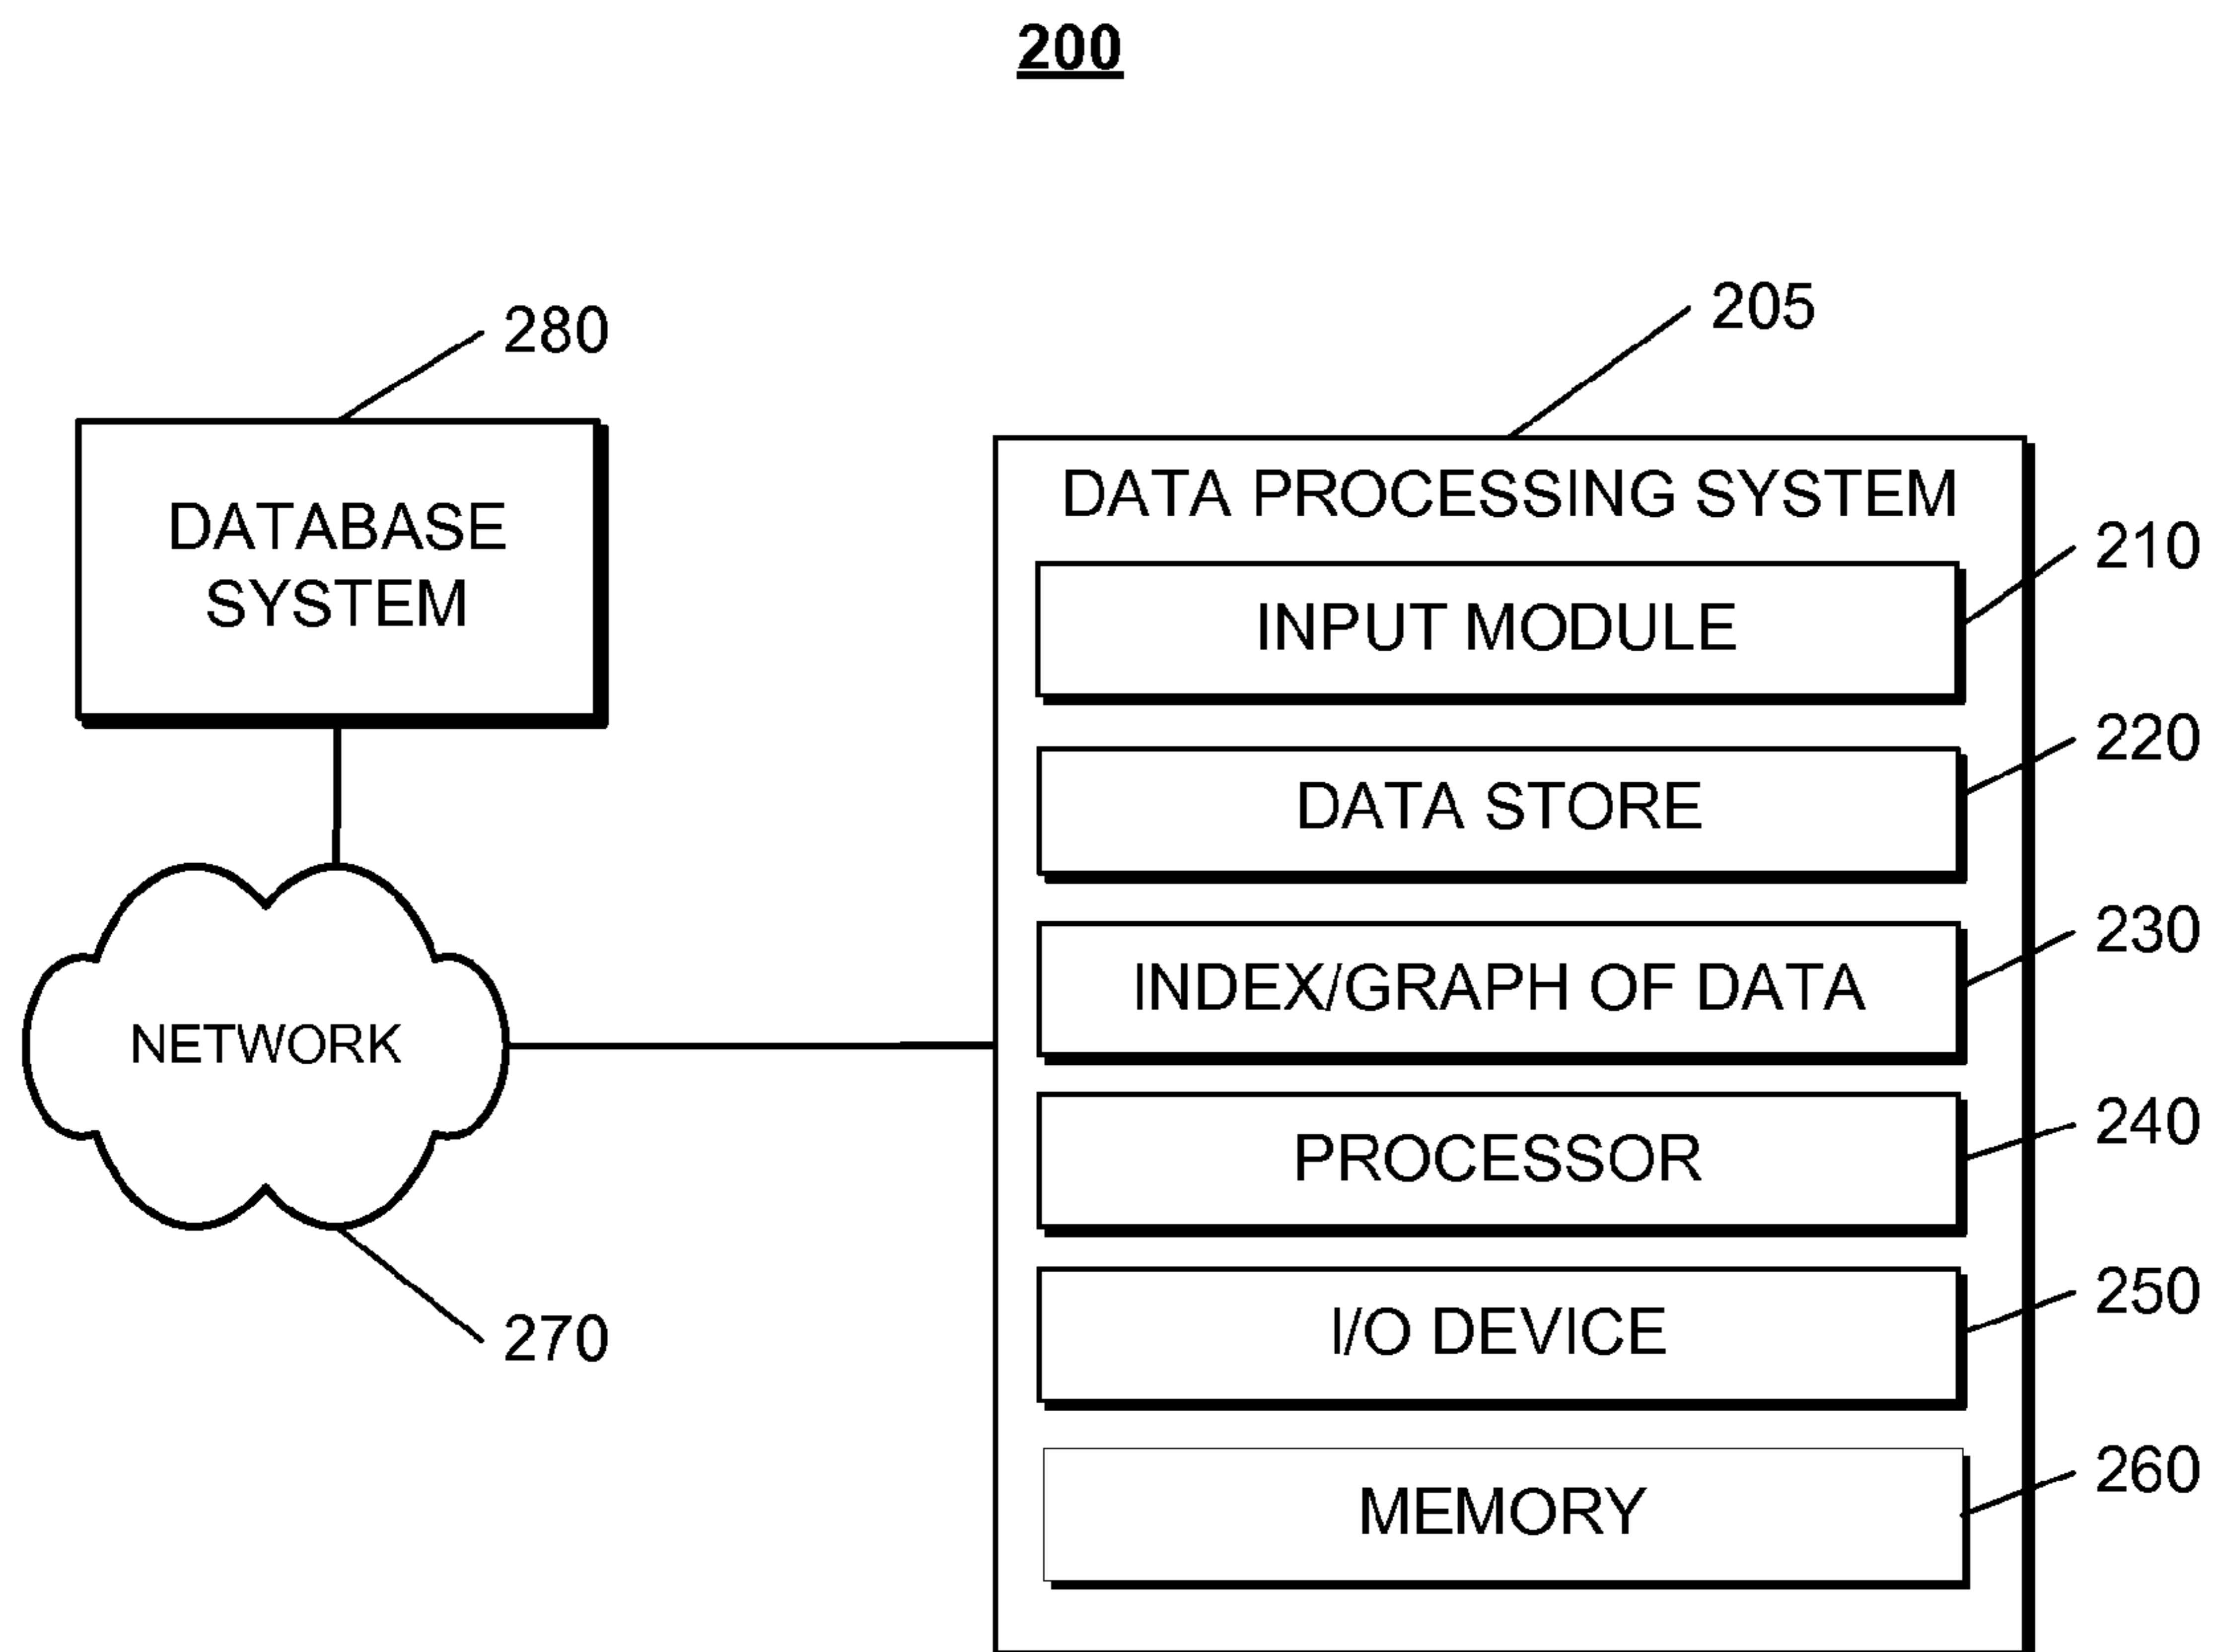 200
280
205
DATABASE
SYSTEM
DATA PROCESSING SYSTEM
210
INPUT MODULE
220
DATA STORE
230
INDEX/GRAPH OF DATA
NETWORK
240
PROCESSOR
250
I/O DEVICE
270
260
MEMORY